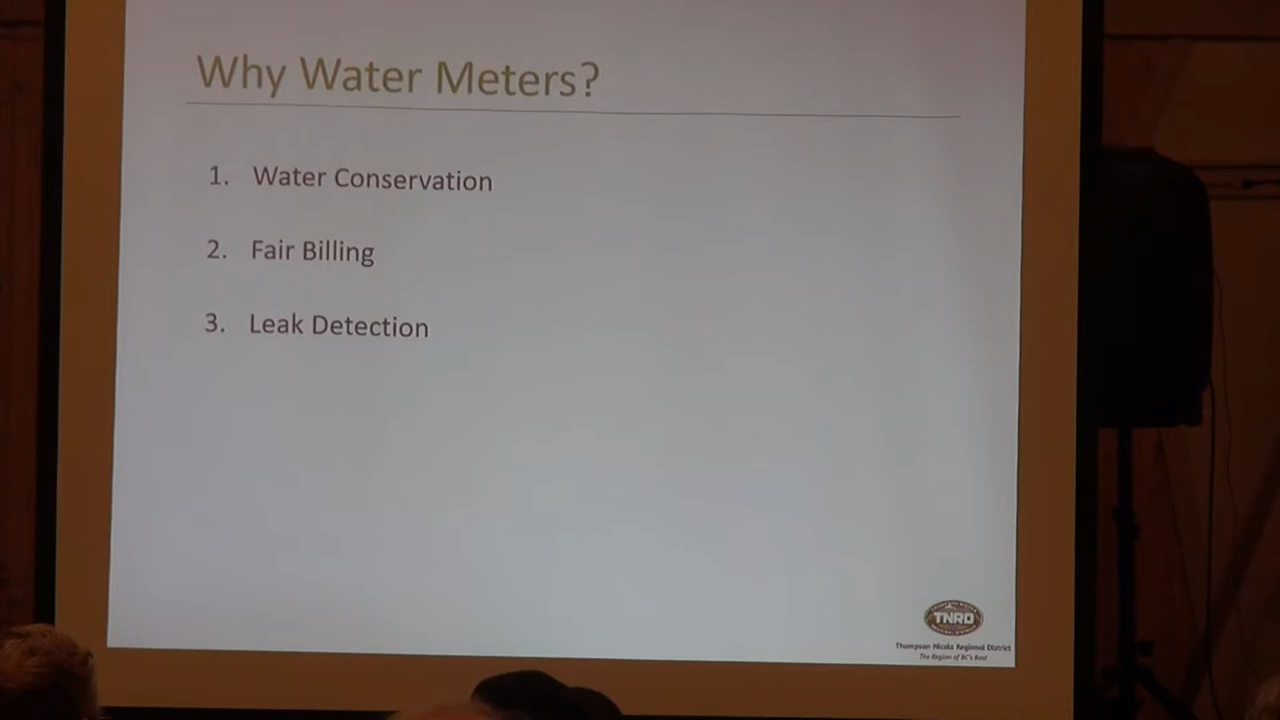 Why Water Meters?
1. Water Conservation
2. Fair Billing
3. Leak Detection
TNRD
Thompson Nicola Regional District
The Region of BC's Best